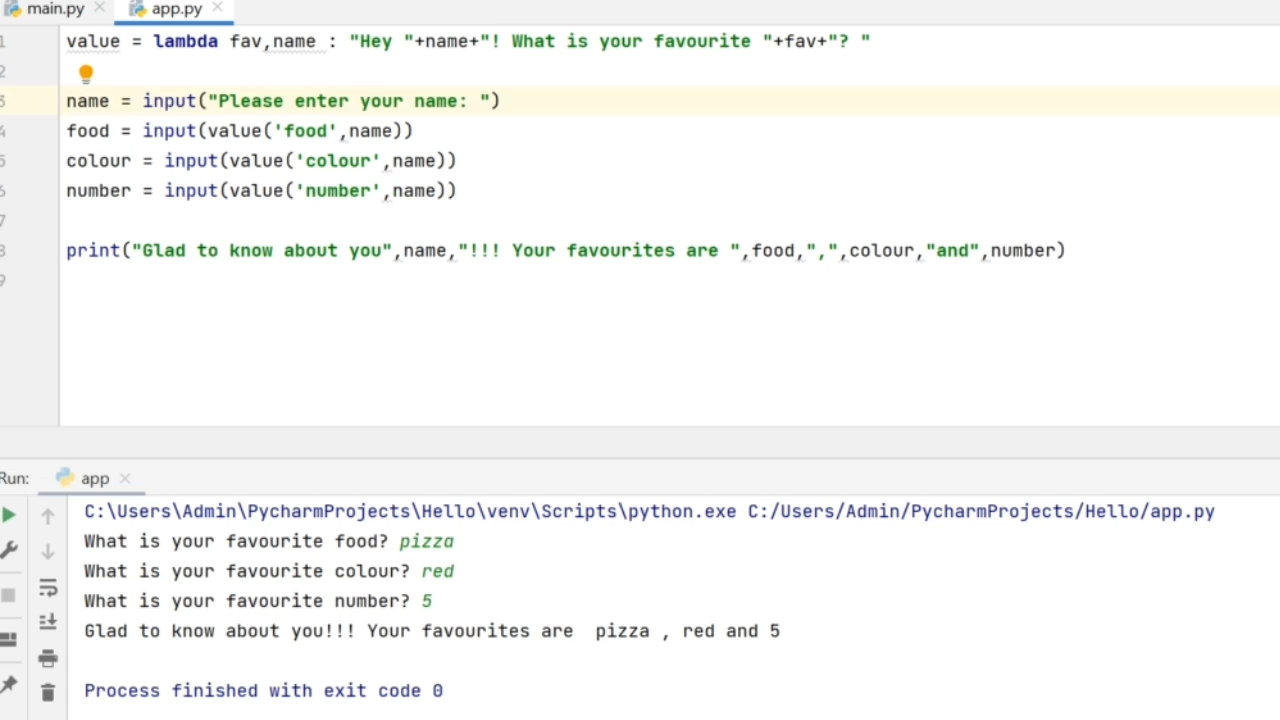 main.py app.py
1 value = lambda fav,name : "Hey "+name+"! What is your favourite "+fav+"? "
2
3 name = input("Please enter your name: ")
4 food = input(value('food',name))
5 colour = input(value('colour',name))
6 number = input(value('number',name))
7
8 print("Glad to know about you",name,"!!! Your favourites are ",food,",",colour,"and",number)
9
Run: app
C:\Users\Admin\PycharmProjects\Hello\venv\Scripts\python.exe C:/Users/Admin/PycharmProjects/Hello/app.py
What is your favourite food? pizza
What is your favourite colour? red
What is your favourite number? 5
Glad to know about you!!! Your favourites are  pizza , red and 5
Process finished with exit code 0